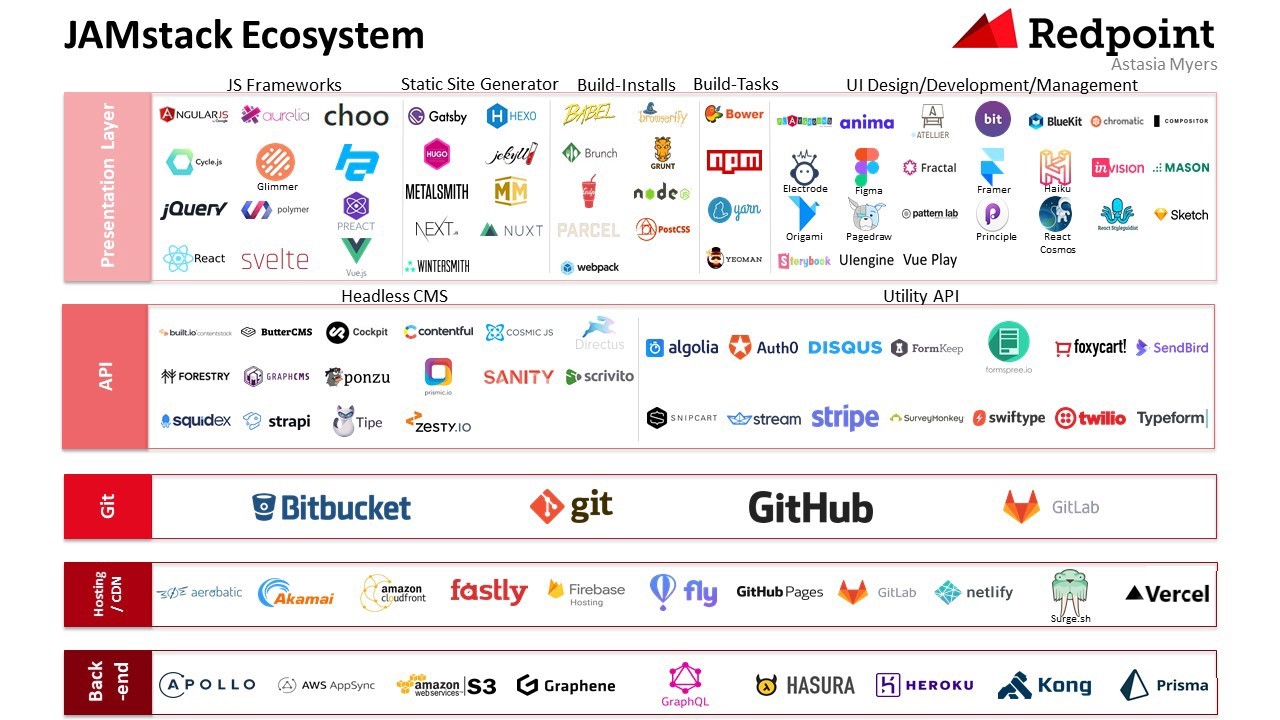 JAMstack Ecosystem
Redpoint
Astasia Myers
JS Frameworks
Static Site Generator
Build-Installs
Build-Tasks
UI Design/Development/Management
Presentation Layer
ANGULARJS
by Google
aurelia
choo
Gatsby
HEXO
BABEL
browserify
Bower
anima
ATELLIER
bit
BlueKit
chromatic
COMPOSITOR
Cycle.js
Glimmer
HUGO
jekyll
Brunch
GRUNT
npm
Electrode
Figma
Fractal
Framer
Haiku
invision
MASON
jQuery
polymer
PREACT
METALSMITH
MM
gulp
node
JS
yarn
Origami
Pagedraw
pattern lab
Principle
React
Cosmos
React Styleguidist
Sketch
React
svelte
Vue.js
NEXT.js
NUXT
WINTERSMITH
PARCEL
PostCSS
webpack
YEOMAN
Storybook
UIengine
Vue Play
Headless CMS
Utility API
API
built.io contentstack
ButterCMS
Cockpit
contentful
COSMIC JS
Directus
FORESTRY
GRAPHCMS
ponzu
prismic.io
SANITY
scrivito
squidex
strapi
Tipe
ZESTY.IO
algolia
Auth0
DISQUS
FormKeep
formspree.io
foxycart!
SendBird
SNIPCART
stream
stripe
SurveyMonkey
swiftype
twilio
Typeform
Git
Bitbucket
git
GitHub
GitLab
Hosting
/ CDN
aerobatic
Akamai
amazon
cloudfront
fastly
Firebase
Hosting
fly
GitHub Pages
GitLab
netlify
Surge.sh
Vercel
Back
-end
APOLLO
AWS AppSync
amazon
web services
S3
Graphene
GraphQL
HASURA
HEROKU
Kong
Prisma